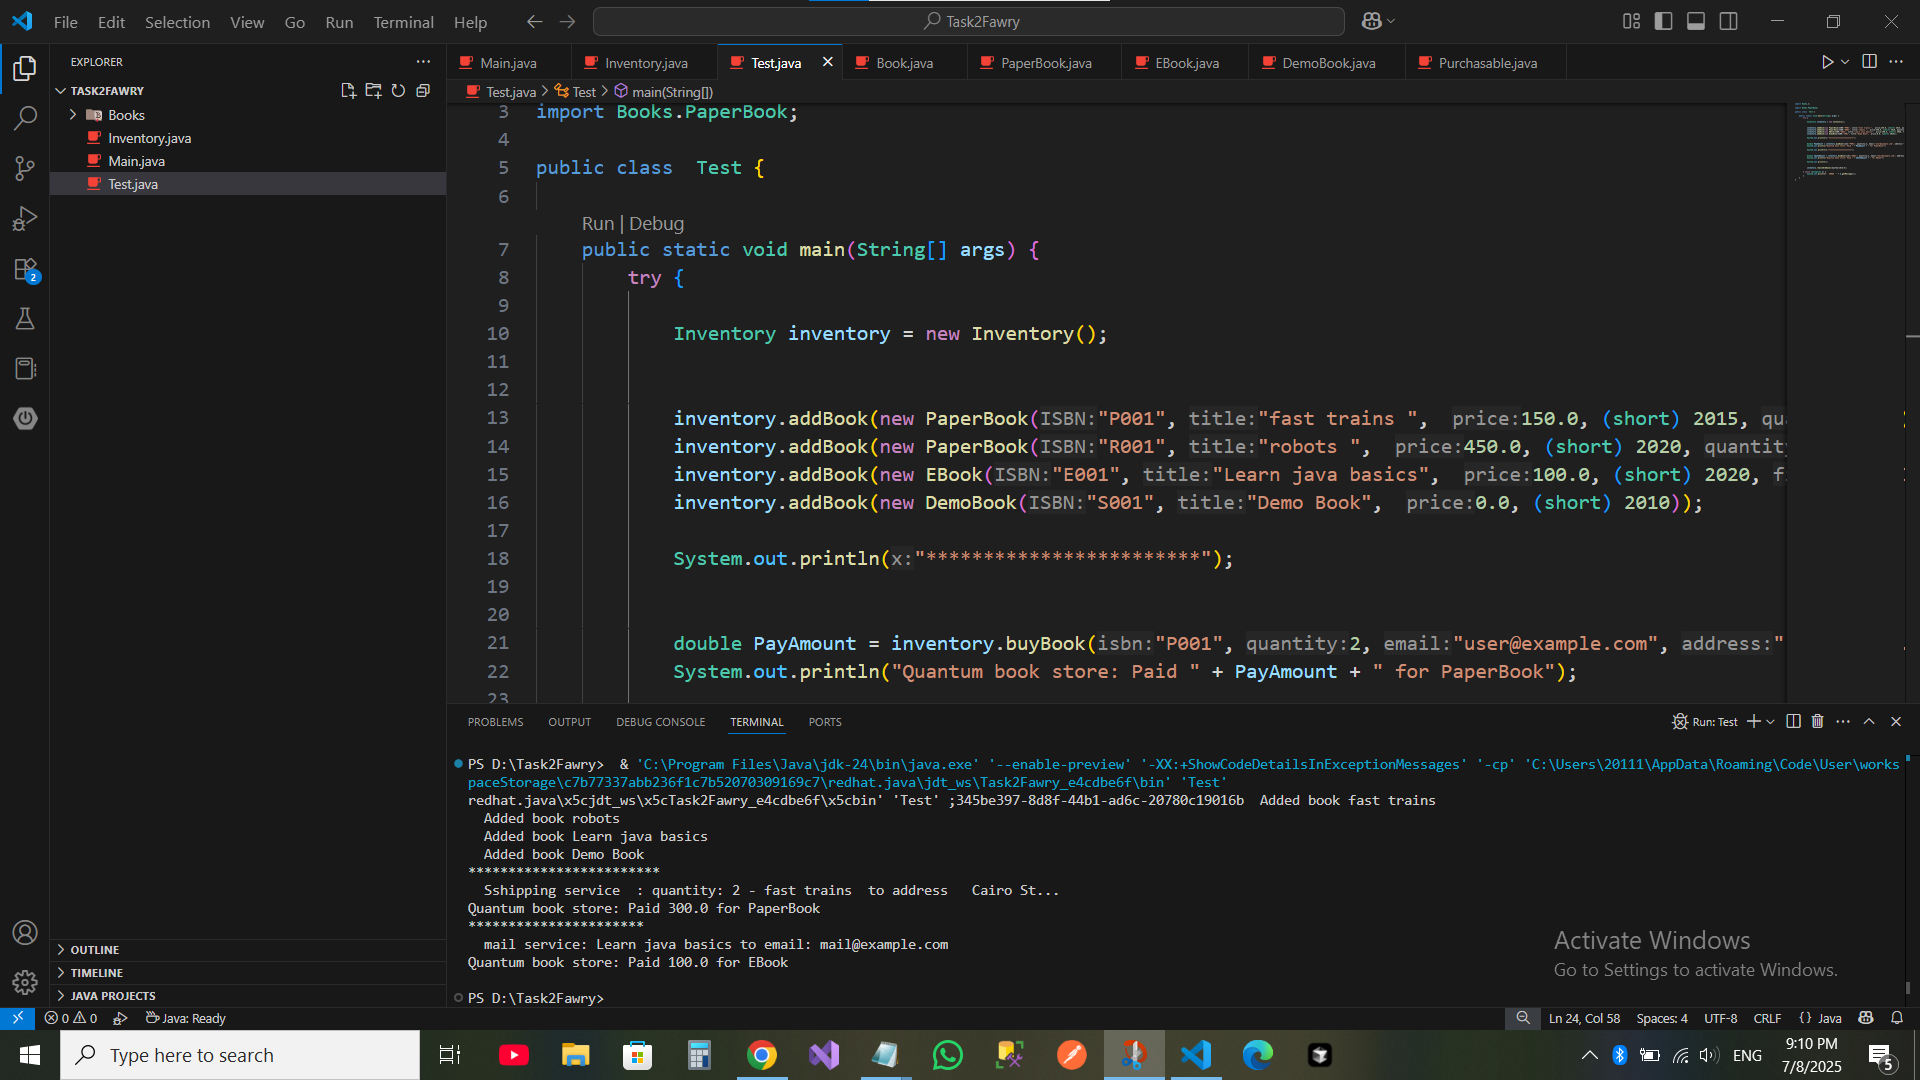 File Edit Selection View Go Run Terminal Help
Task2Fawry
EXPLORER
TASK2FAWRY
Books
Inventory.java
Main.java
Test.java
OUTLINE
TIMELINE
JAVA PROJECTS
Main.java Inventory.java Test.java Book.java PaperBook.java EBook.java DemoBook.java Purchasable.java
Test.java > Test > main(String[])
3 import Books.PaperBook;
4
5 public class  Test {
6
Run | Debug
7 public static void main(String[] args) {
8 try {
9
10 Inventory inventory = new Inventory();
11
12
13 inventory.addBook(new PaperBook(ISBN:"P001", title:"fast trains ",  price:150.0, (short) 2015, qu
14 inventory.addBook(new PaperBook(ISBN:"R001", title:"robots ",  price:450.0, (short) 2020, quantit
15 inventory.addBook(new EBook(ISBN:"E001", title:"Learn java basics",  price:100.0, (short) 2020, f
16 inventory.addBook(new DemoBook(ISBN:"S001", title:"Demo Book",  price:0.0, (short) 2010));
17
18 System.out.println(x:"************************");
19
20
21 double PayAmount = inventory.buyBook(isbn:"P001", quantity:2, email:"user@example.com", address:"
22 System.out.println("Quantum book store: Paid " + PayAmount + " for PaperBook");
23
PROBLEMS OUTPUT DEBUG CONSOLE TERMINAL PORTS
Run: Test
PS D:\Task2Fawry>  & 'C:\Program Files\Java\jdk-24\bin\java.exe' '--enable-preview' '-XX:+ShowCodeDetailsInExceptionMessages' '-cp' 'C:\Users\20111\AppData\Roaming\Code\User\works
paceStorage\c7b77337abb236f1c7b52070309169c7\redhat.java\jdt_ws\Task2Fawry_e4cdbe6f\bin' 'Test'
redhat.java\x5cjdt_ws\x5cTask2Fawry_e4cdbe6f\x5cbin' 'Test' ;345be397-8d8f-44b1-ad6c-20780c19016b  Added book fast trains
Added book robots
Added book Learn java basics
Added book Demo Book
************************
Sshipping service  : quantity: 2 - fast trains  to address   Cairo St...
Quantum book store: Paid 300.0 for PaperBook
**********************
mail service: Learn java basics to email: mail@example.com
Quantum book store: Paid 100.0 for EBook
PS D:\Task2Fawry>
Activate Windows
Go to Settings to activate Windows.
0 0 Java: Ready
Ln 24, Col 58 Spaces: 4 UTF-8 CRLF {} Java
Type here to search
ENG
9:10 PM
7/8/2025
5
2